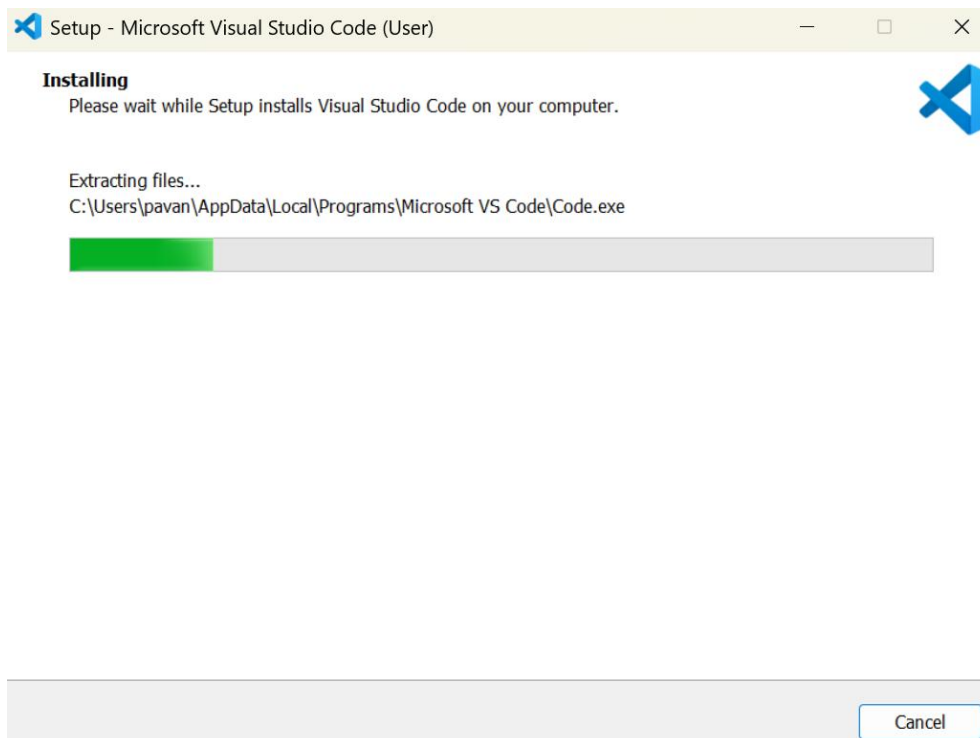 Setup - Microsoft Visual Studio Code (User)
Installing
Please wait while Setup installs Visual Studio Code on your computer.
Extracting files...
C:\Users\pavan\AppData\Local\Programs\Microsoft VS Code\Code.exe
Cancel